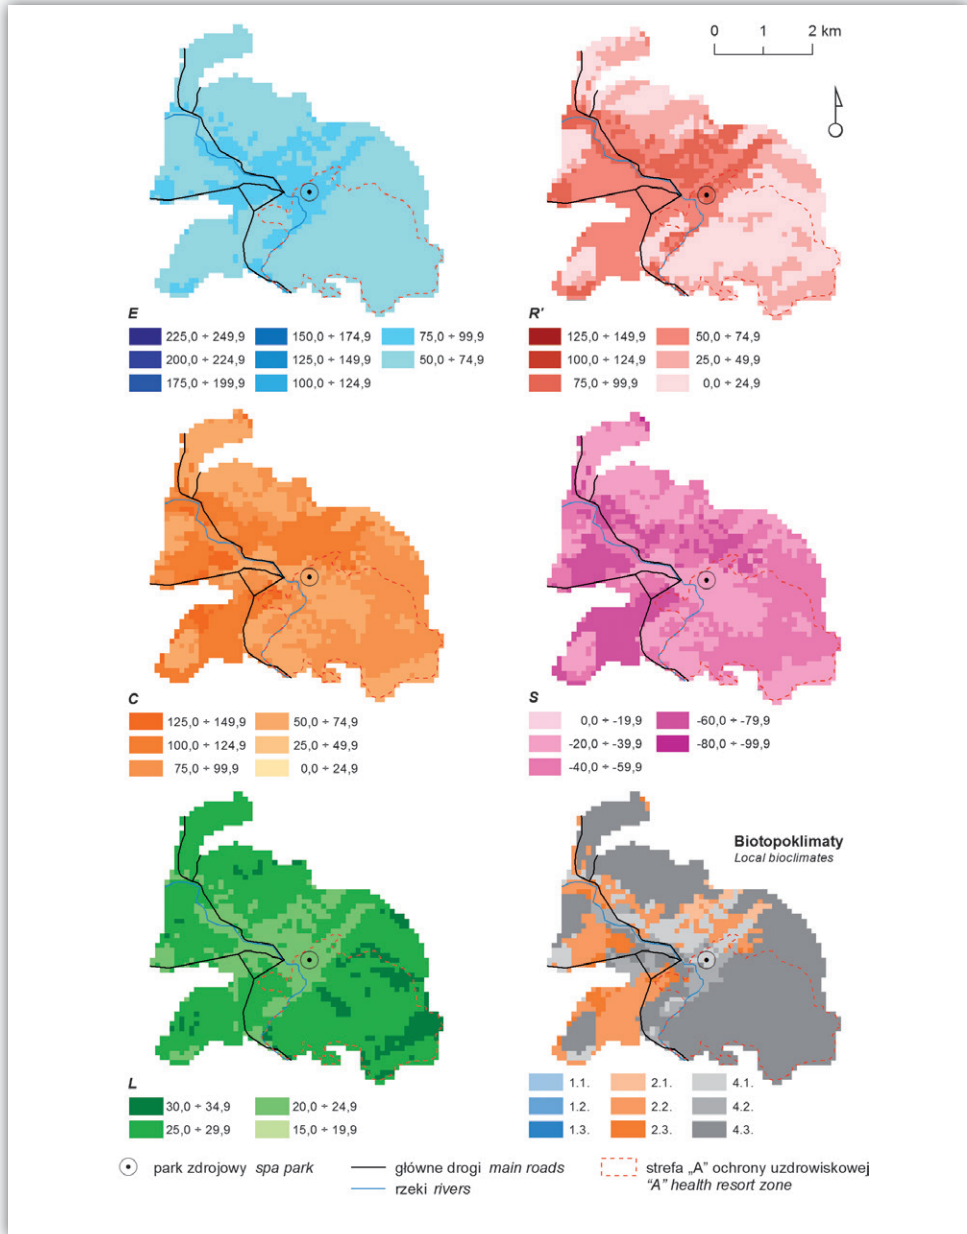 0 1 2 km
E
225,0 ÷ 249,9 150,0 ÷ 174,9 75,0 ÷ 99,9
200,0 ÷ 224,9 125,0 ÷ 149,9 50,0 ÷ 74,9
175,0 ÷ 199,9 100,0 ÷ 124,9
R'
125,0 ÷ 149,9 50,0 ÷ 74,9
100,0 ÷ 124,9 25,0 ÷ 49,9
75,0 ÷ 99,9 0,0 ÷ 24,9
C
125,0 ÷ 149,9 50,0 ÷ 74,9
100,0 ÷ 124,9 25,0 ÷ 49,9
75,0 ÷ 99,9 0,0 ÷ 24,9
S
0,0 ÷ -19,9 -60,0 ÷ -79,9
-20,0 ÷ -39,9 -80,0 ÷ -99,9
-40,0 ÷ -59,9
L
30,0 ÷ 34,9 20,0 ÷ 24,9
25,0 ÷ 29,9 15,0 ÷ 19,9
Biotopoklimaty
Local bioclimates
1.1. 2.1. 4.1.
1.2. 2.2. 4.2.
1.3. 2.3. 4.3.
park zdrojowy spa park
główne drogi main roads
rzeki rivers
strefa „A” ochrony uzdrowiskowej
“A” health resort zone